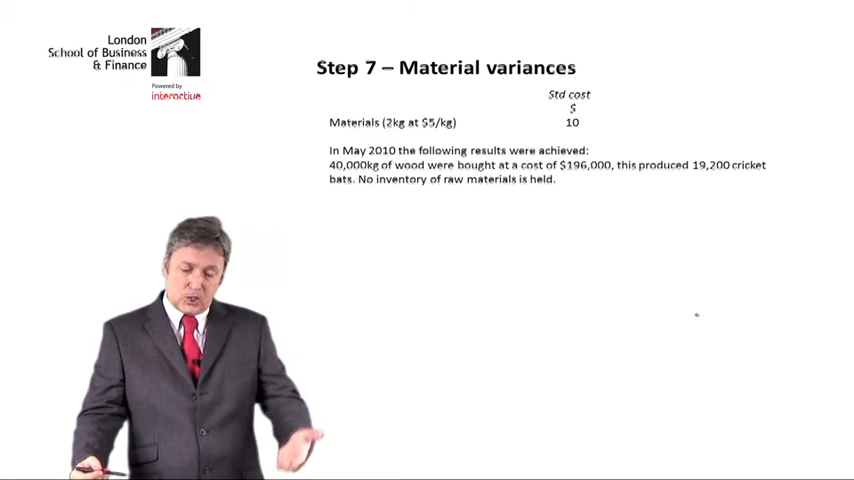 London
School of Business
& Finance
Powered by
interactive
Step 7 – Material variances
Std cost
$
Materials (2kg at $5/kg) 10
In May 2010 the following results were achieved:
40,000kg of wood were bought at a cost of $196,000, this produced 19,200 cricket
bats. No inventory of raw materials is held.